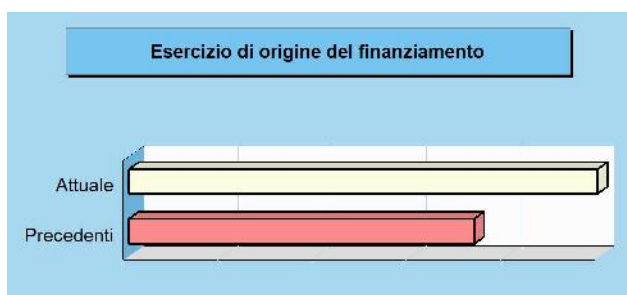 Esercizio di origine del finanziamento
Attuale
Precedenti